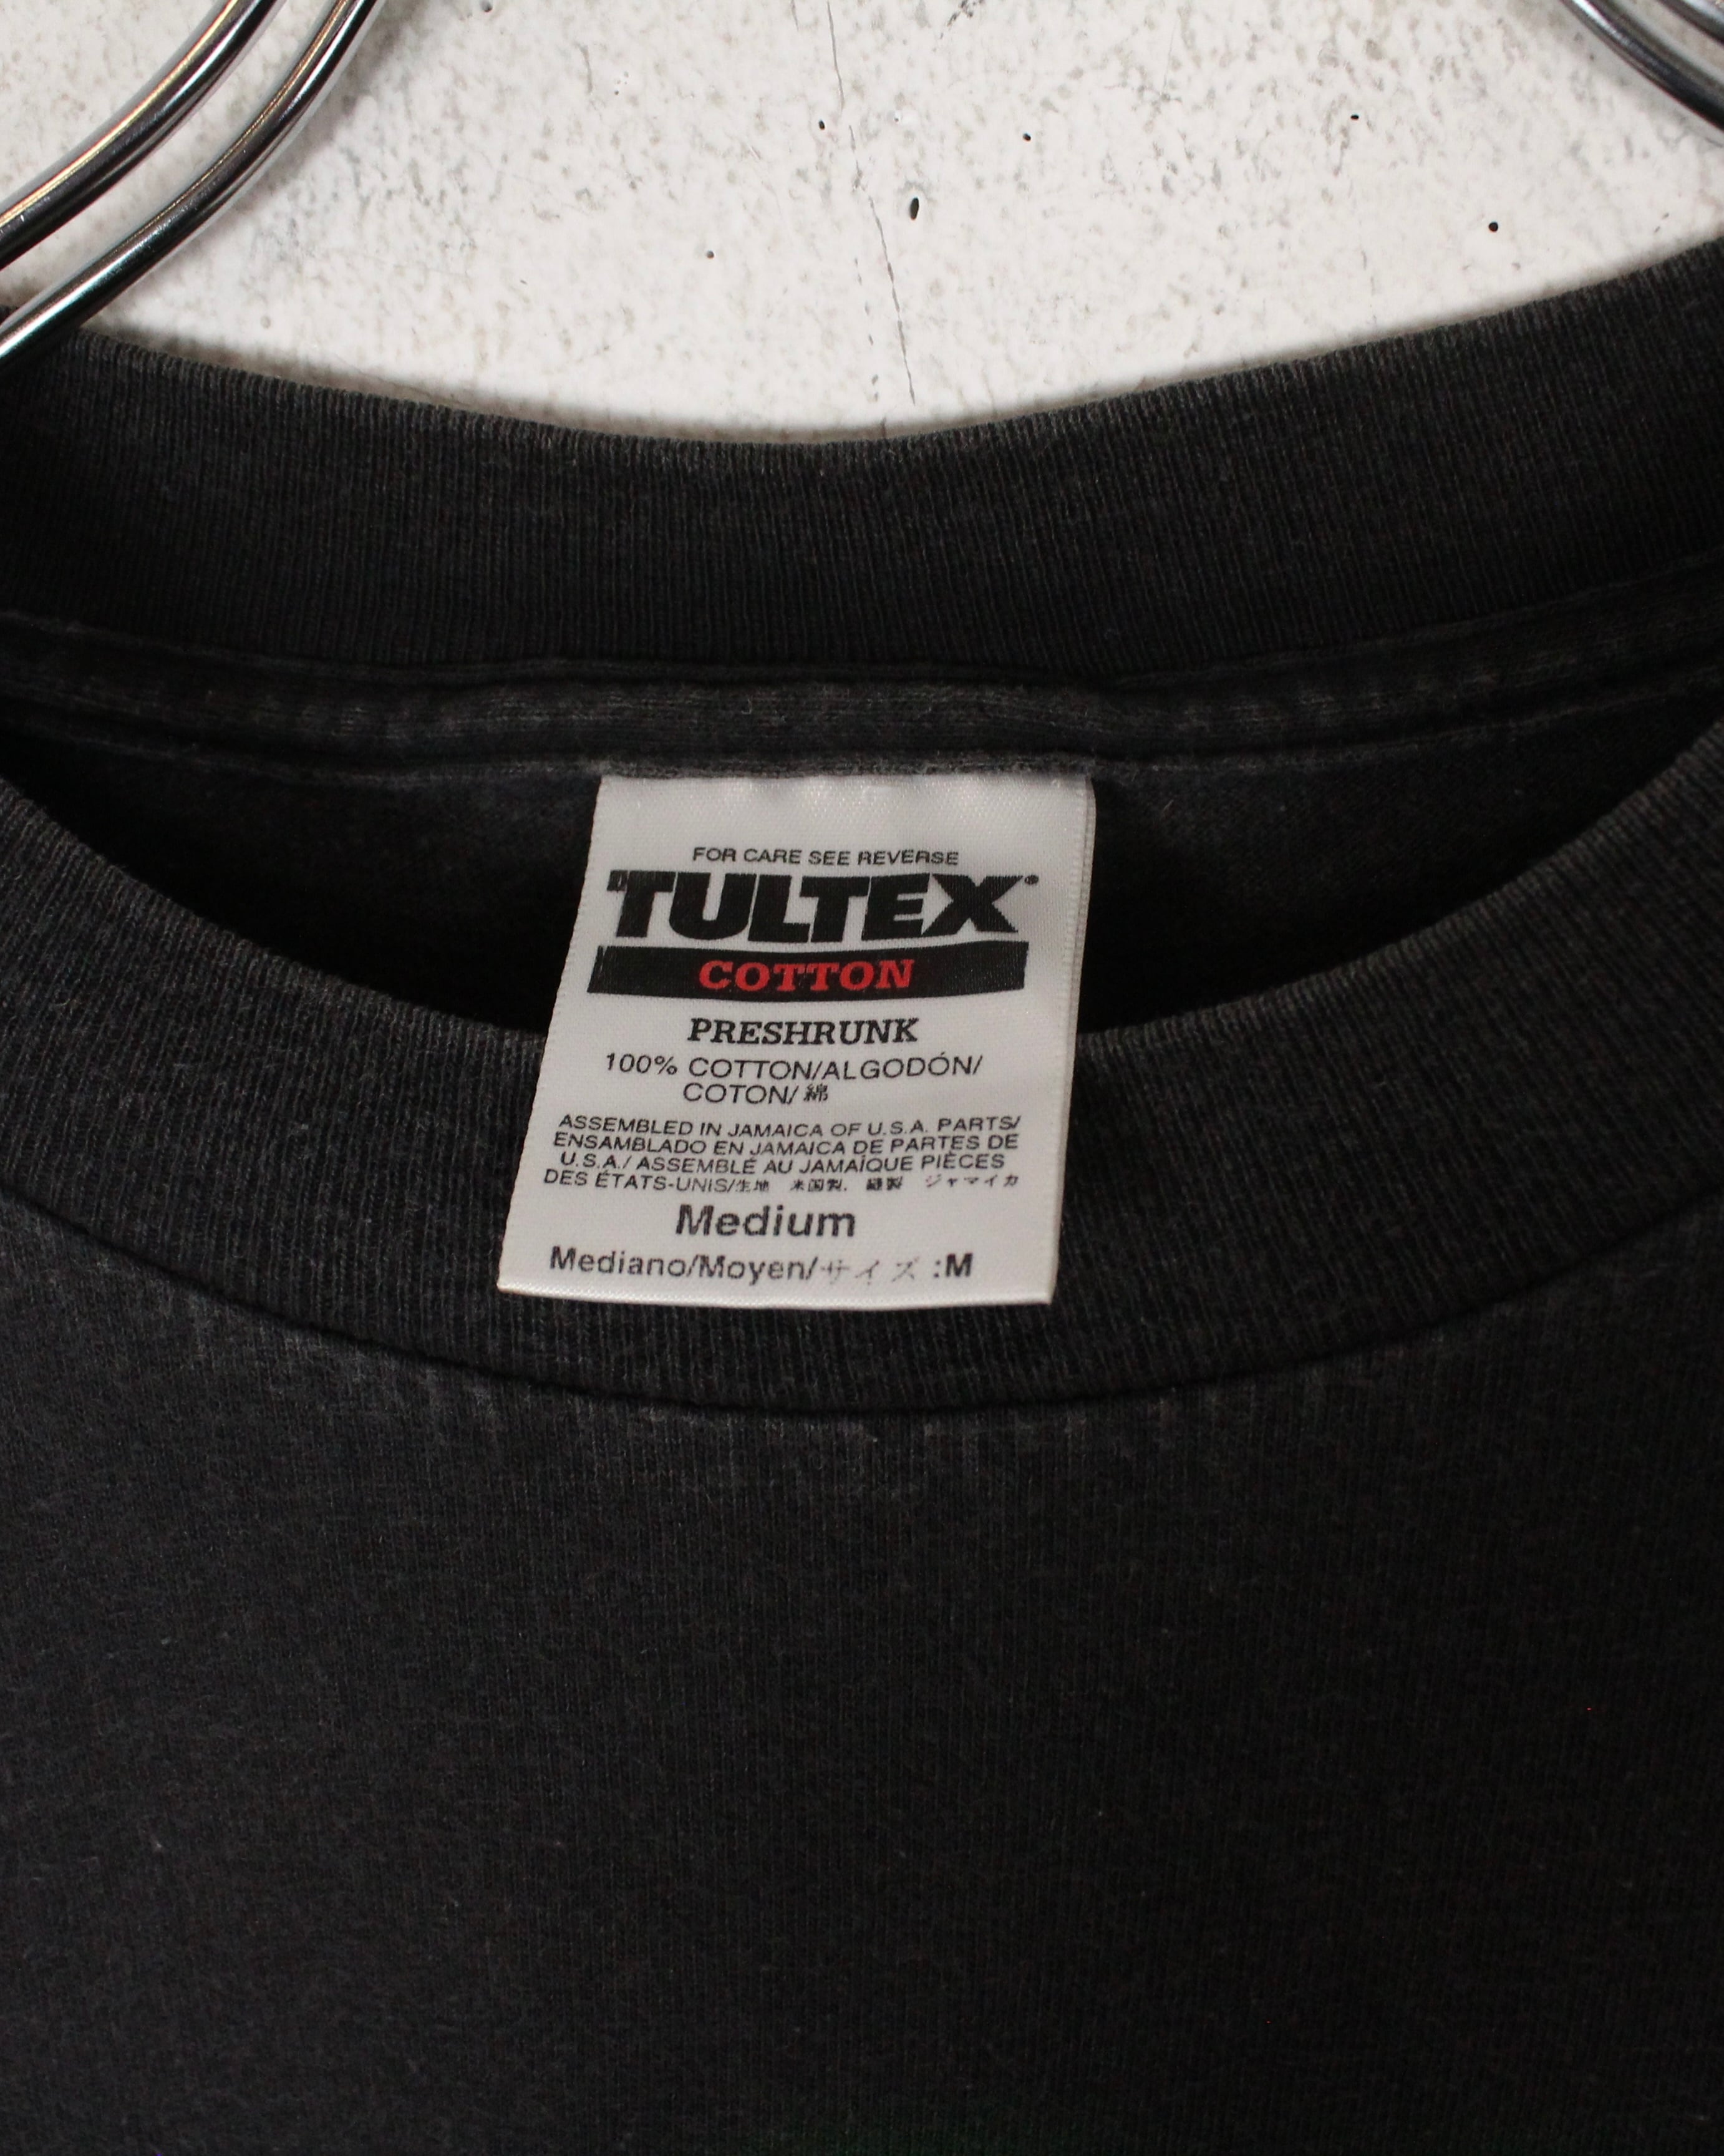 FOR CARE SEE REVERSE
TULTEX®
COTTON
PRESHRUNK
100% COTTON/ALGODÓN/
COTON/綿
ASSEMBLED IN JAMAICA OF U.S.A. PARTS/
ENSAMBLADO EN JAMAICA DE PARTES DE
U.S.A./ ASSEMBLÉ AU JAMAÏQUE PIÈCES
DES ÉTATS-UNIS/生地 米国製. 縫製 ジャマイカ
Medium
Mediano/Moyen/サイズ :M